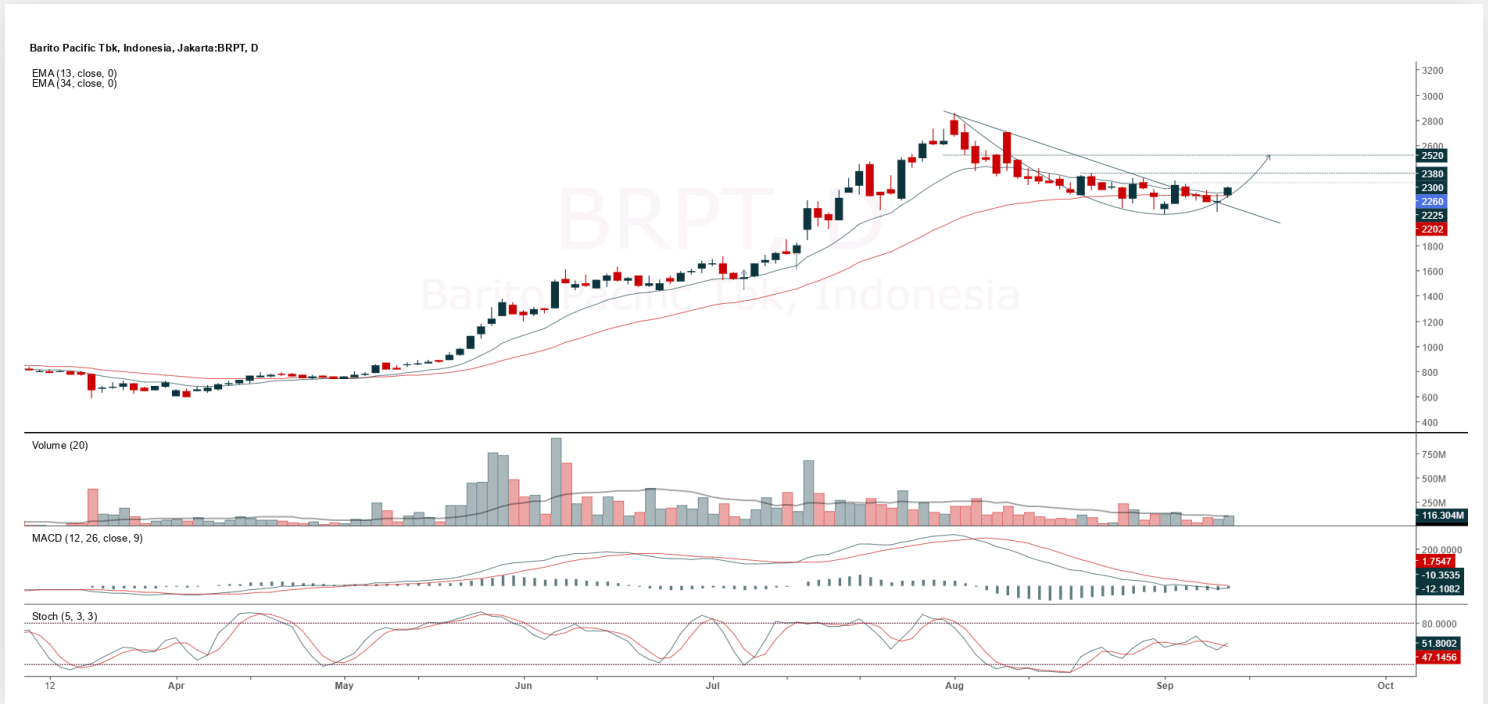 Barito Pacific Tbk, Indonesia, Jakarta:BRPT, D
EMA (13, close, 0)
EMA (34, close, 0)
BRPT, D
Barito Pacific Tbk, Indonesia
3200
3000
2800
2600
2520
2380
2300
2260
2225
2202
1800
1600
1400
1200
1000
800
600
400
Volume (20)
750M
500M
250M
116.304M
MACD (12, 26, close, 9)
200.0000
1.7547
-10.3535
-12.1082
Stoch (5, 3, 3)
80.0000
51.8002
47.1456
12 Apr May Jun Jul Aug Sep Oct